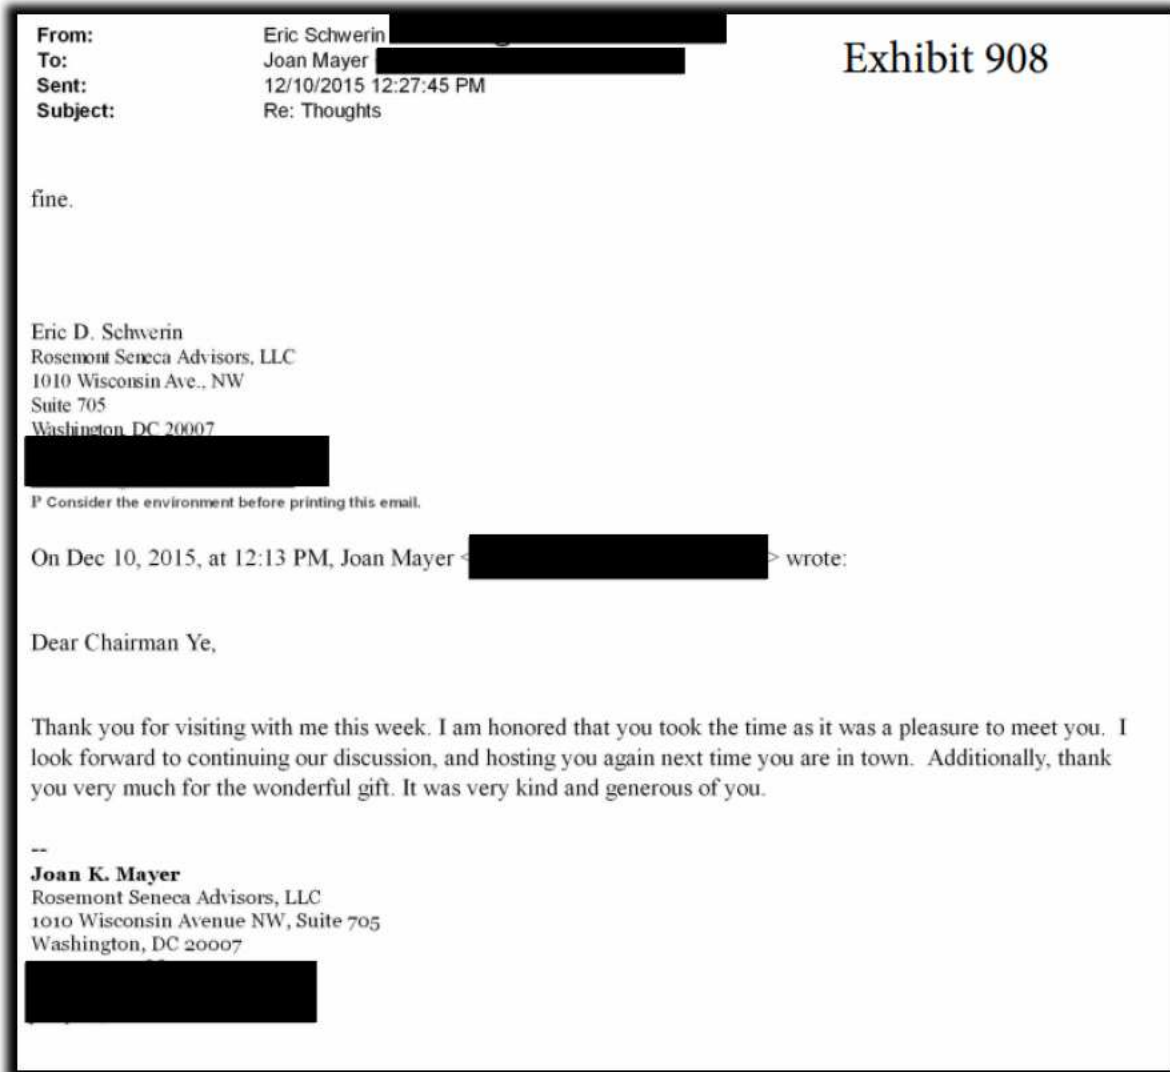 From: Eric Schwerin
Exhibit 908
To: Joan Mayer
Sent: 12/10/2015 12:27:45 PM
Subject: Re: Thoughts
fine.
Eric D. Schwerin
Rosemont Seneca Advisors, LLC
1010 Wisconsin Ave., NW
Suite 705
Washington, DC 20007
P Consider the environment before printing this email.
On Dec 10, 2015, at 12:13 PM, Joan Mayer < > wrote:
Dear Chairman Ye,
Thank you for visiting with me this week. I am honored that you took the time as it was a pleasure to meet you. I
look forward to continuing our discussion, and hosting you again next time you are in town. Additionally, thank
you very much for the wonderful gift. It was very kind and generous of you.
--
Joan K. Mayer
Rosemont Seneca Advisors, LLC
1010 Wisconsin Avenue NW, Suite 705
Washington, DC 20007